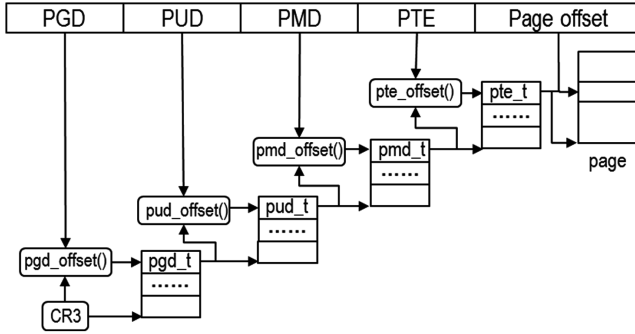 PGD PUD PMD PTE Page offset
pte_offset() pte_t
......
pmd_offset() pmd_t
......
page
pud_offset() pud_t
......
pgd_offset() pgd_t
......
CR3